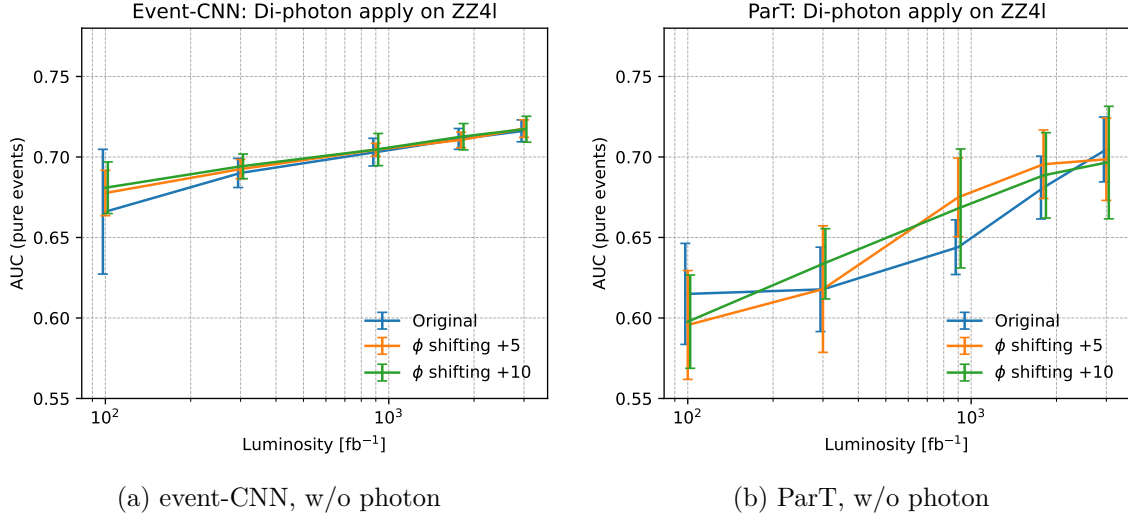 Event-CNN: Di-photon apply on ZZ4l
AUC (pure events)
0.75
0.70
0.65
0.60
0.55
Original
ϕ shifting +5
ϕ shifting +10
10²
10³
Luminosity [fb⁻¹]
(a) event-CNN, w/o photon
ParT: Di-photon apply on ZZ4l
AUC (pure events)
0.75
0.70
0.65
0.60
0.55
Original
ϕ shifting +5
ϕ shifting +10
10²
10³
Luminosity [fb⁻¹]
(b) ParT, w/o photon